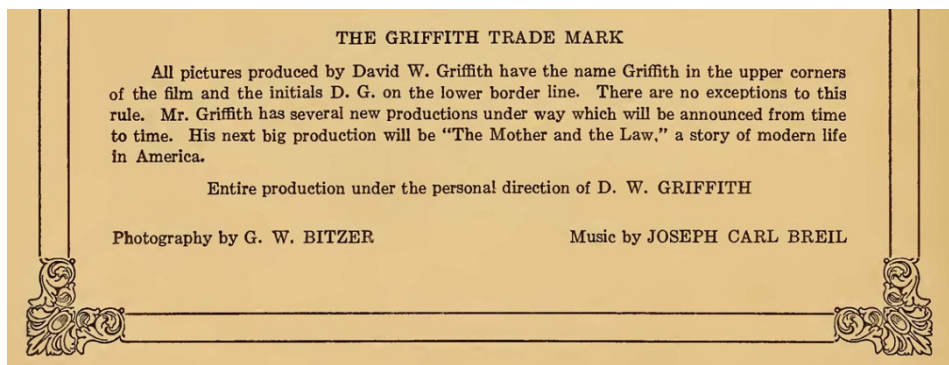 THE GRIFFITH TRADE MARK
All pictures produced by David W. Griffith have the name Griffith in the upper corners
of the film and the initials D. G. on the lower border line. There are no exceptions to this
rule. Mr. Griffith has several new productions under way which will be announced from time
to time. His next big production will be "The Mother and the Law," a story of modern life
in America.
Entire production under the personal direction of D. W. GRIFFITH
Photography by G. W. BITZER Music by JOSEPH CARL BREIL